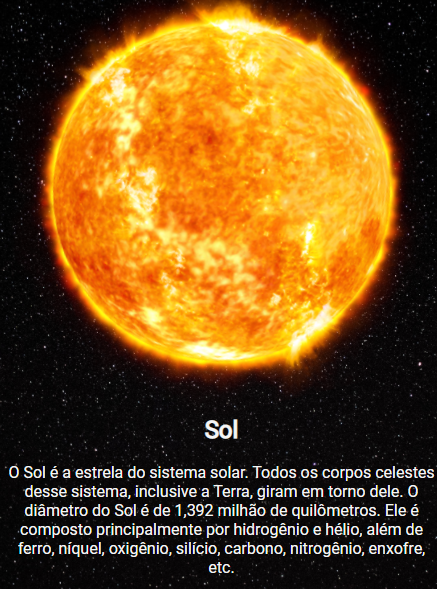 Sol
O Sol é a estrela do sistema solar. Todos os corpos celestes
desse sistema, inclusive a Terra, giram em torno dele. O
diâmetro do Sol é de 1,392 milhão de quilômetros. Ele é
composto principalmente por hidrogênio e hélio, além de
ferro, níquel, oxigênio, silício, carbono, nitrogênio, enxofre,
etc.